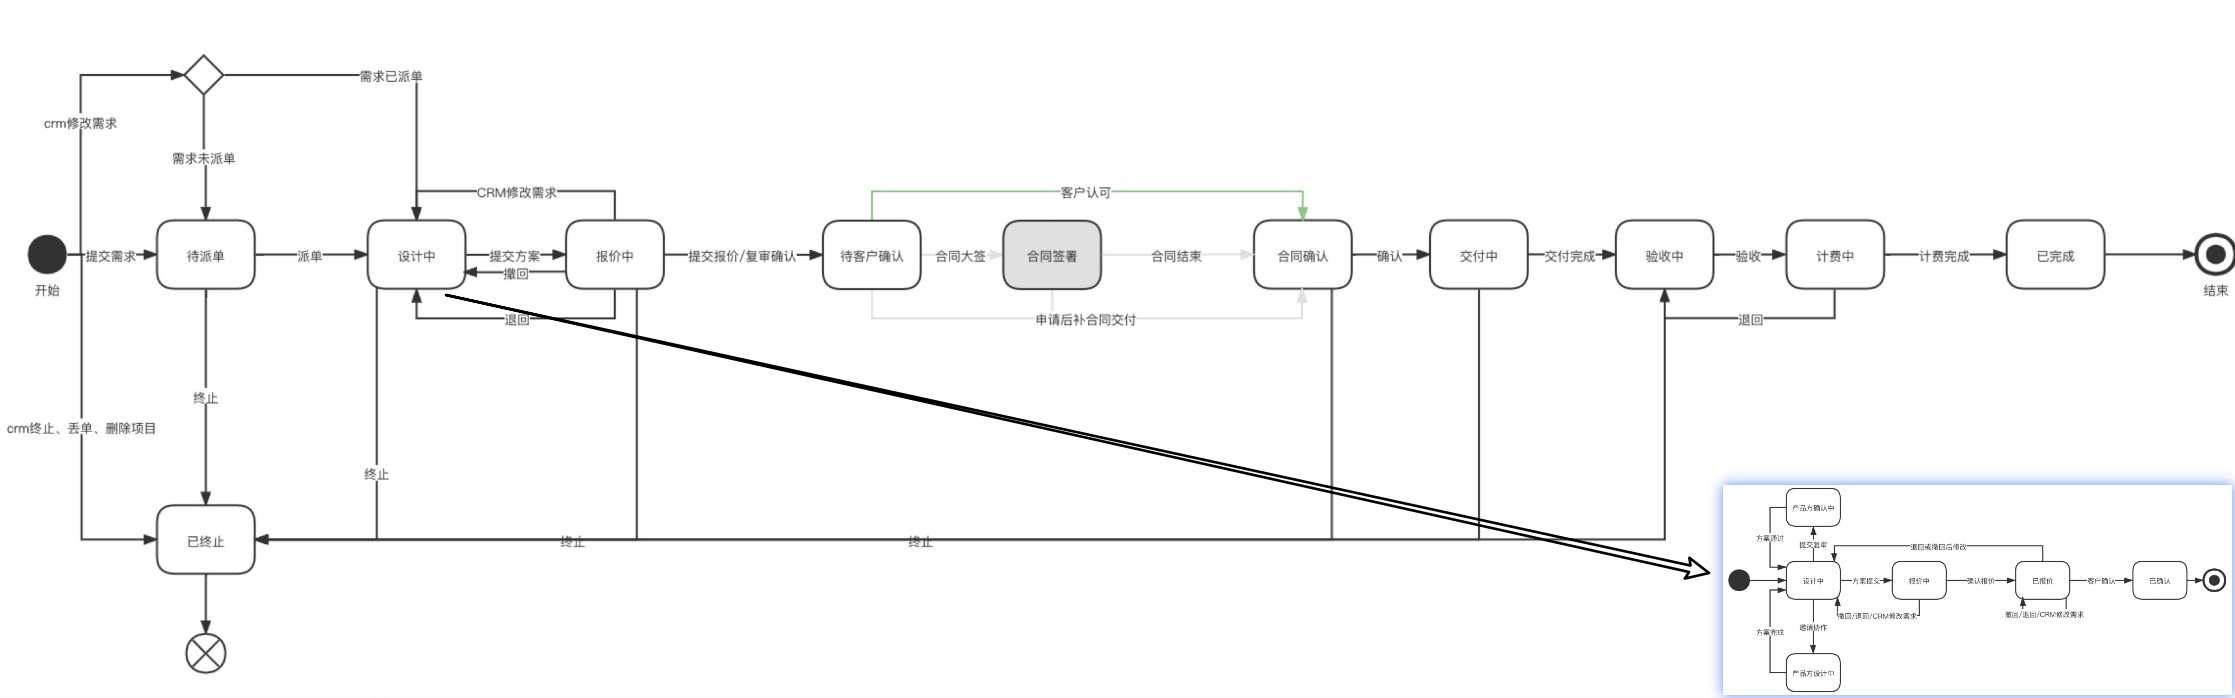 需求已派单
crm修改需求
需求未派单
CRM修改需求
客户认可
提交需求
待派单
派单
设计中
提交方案
报价中
提交报价/复审确认
待客户确认
合同大签
合同签署
合同结束
合同确认
确认
交付中
交付完成
验收中
验收
计费中
计费完成
已完成
撤回
开始
结束
退回
申请后补合同交付
退回
终止
crm终止、丢单、删除项目
终止
已终止
终止
终止
产品方确认中
方案通过
提交复审
退回或撤回后修改
设计中
方案提交
报价中
确认报价
已报价
客户确认
已确认
撤回/退回/CRM修改需求
撤回/退回/CRM修改需求
方案完成
邀请协作
产品方设计中